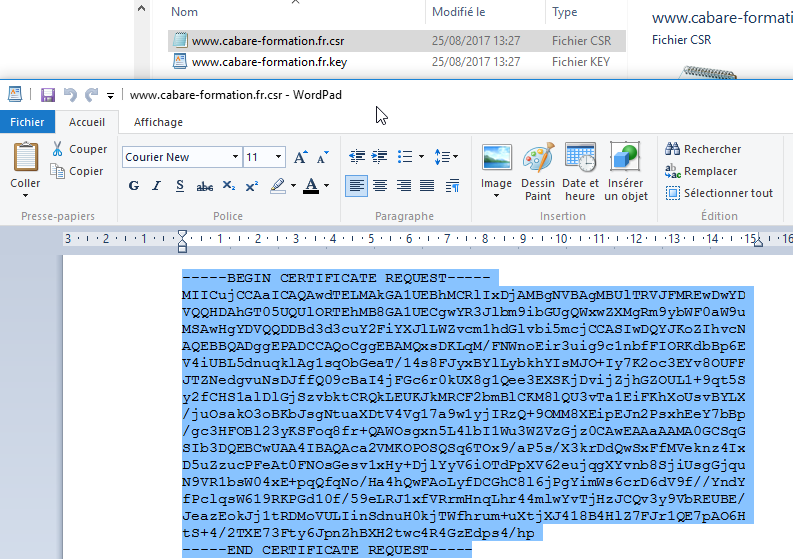 Nom Modifié le Type
www.cabare-formation.fr.csr 25/08/2017 13:27 Fichier CSR
www.cabare-formation.fr.key 25/08/2017 13:27 Fichier KEY
www.cabare-formation.fr
Fichier CSR
www.cabare-formation.fr.csr - WordPad
Fichier Accueil Affichage
Coller
Couper
Copier
Presse-papiers
Courier New 11
G I S abc X₂ X² A
Police
Paragraphe
Image
Dessin Paint
Date et heure
Insérer un objet
Insertion
Rechercher
Remplacer
Sélectionner tout
Édition
3 2 1 1 2 3 4 5 6 7 8 9 10 11 12 13 14 15 16
-----BEGIN CERTIFICATE REQUEST-----
MIICujCCAaICAQAwdTELMAkGA1UEBhMCRlIxDjAMBgNVBAgMBUlTRVJFMREwDwYD
VQQHDAhGT05UQUlORTEhMB8GA1UECgwYR3Jlbm9ibGUgQWxwZXMgRm9ybWF0aW9u
MSAwHgYDVQQDDBd3d3cuY2FiYXJlLWZvcm1hdGlvbi5mcjCCASIwDQYJKoZIhvcN
AQEBBQADggEPADCCAQoCggEBAMQxsDKLqM/FNWnoEir3uig9c1nbfFIORKdbBp6E
V4iUBL5dnuqklAg1sqObGeaT/14s8FJyxBYlLybkhYIsMJO+Iy7K2oc3EYv8OUFF
JTZNedgvuNsDJffQ09cBaI4jFGc6r0kUX8g1Qee3EXSKjDvijZjhGZOUL1+9qt5S
y2fCHS1alDlGjSzvbktCRQkLEUKJkMRCF2bmBlCKM8lQU3vTa1EiFKhXoUsvBYLX
/juOsakO3oBKbJsgNtuaXDtV4Vg17a9w1yjIRzQ+9OMM8XEipEJn2PsxhEeY7bBp
/gc3HFOBl23yKSFoq8fr+QAWOsgxn5L4lbI1Wu3WZVzGjz0CAwEAAaAAMA0GCSqG
SIb3DQEBCwUAA4IBAQAca2VMKOPOSQSq6TOx9/aP5s/X3krDdQwSxFfMVeknz4Ix
D5uZzucPFeAt0FNOsGesv1xHy+DjlYyV6iOTdPpXV62eujqgXYvnb8SjiUsgGjqu
N9VR1bsW04xE+pqQfqNo/Ha4hQwFAoLyfDCGhC8l6jPgYimWs6crD6dV9f//YndY
fPclqsW619RKPGd10f/59eLRJ1xfVRrmHnqLhr44mlwYvTjHzJCQv3y9VbREUBE/
JeazEokJj1tRDMoVULIinSdnuH0kjTWfhrum+uXtjXJ418B4HlZ7FJr1QE7pAO6H
tS+4/2TXE73Fty6JpnZhBXH2twc4R4GzEdps4/hp
-----END CERTIFICATE REQUEST-----